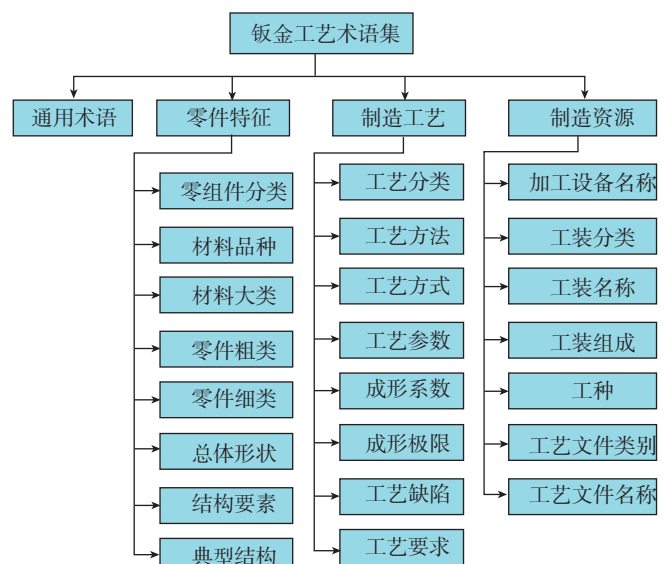 钣金工艺术语集
通用术语
零件特征
制造工艺
制造资源
零组件分类
材料品种
材料大类
零件粗类
零件细类
总体形状
结构要素
典型结构
工艺分类
工艺方法
工艺方式
工艺参数
成形系数
成形极限
工艺缺陷
工艺要求
加工设备名称
工装分类
工装名称
工装组成
工种
工艺文件类别
工艺文件名称